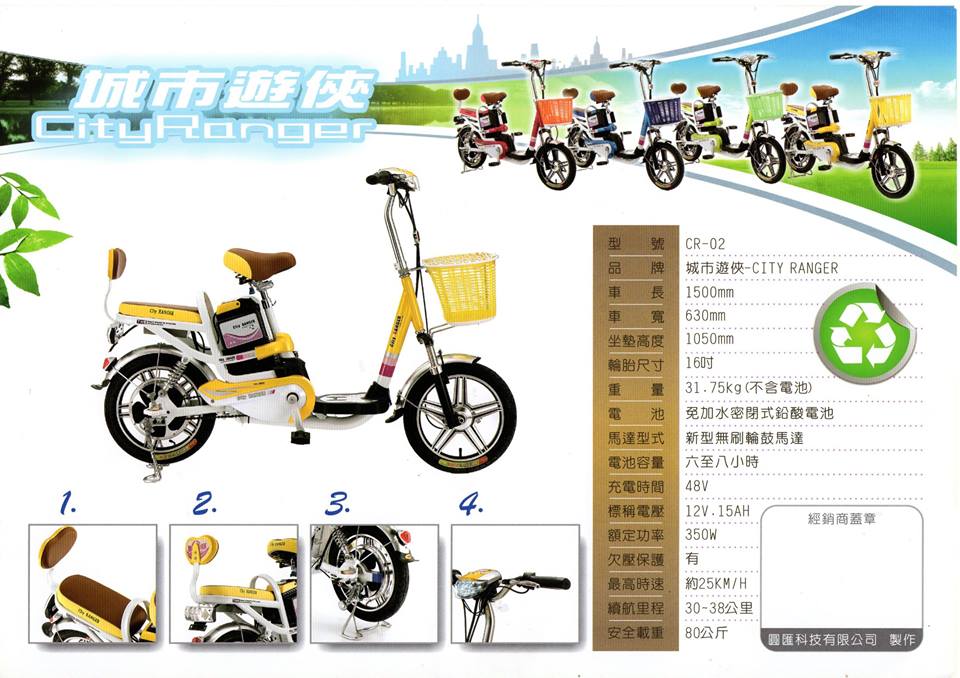 城市遊俠
CityRanger
型號 CR-02
品牌 城市遊俠-CITY RANGER
車長 1500mm
車寬 630mm
坐墊高度 1050mm
輪胎尺寸 16吋
重量 31.75kg(不含電池)
電池 免加水密閉式鉛酸電池
馬達型式 新型無刷輪鼓馬達
電池容量 六至八小時
充電時間 48V
標稱電壓 12V.15AH
額定功率 350W
欠壓保護 有
最高時速 約25KM/H
續航里程 30-38公里
安全載重 80公斤
經銷商蓋章
圓匯科技有限公司 製作
City RANGER
City RANGER
1.
2.
3.
4.
City RANGER
City RANGER